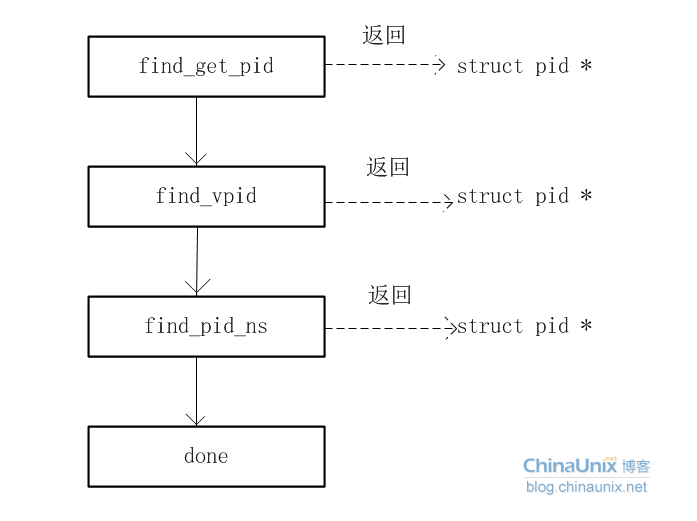 返回
find_get_pid
struct pid *
返回
find_vpid
struct pid *
返回
find_pid_ns
struct pid *
done
ChinaUnix 博客
blog.chinaunix.net